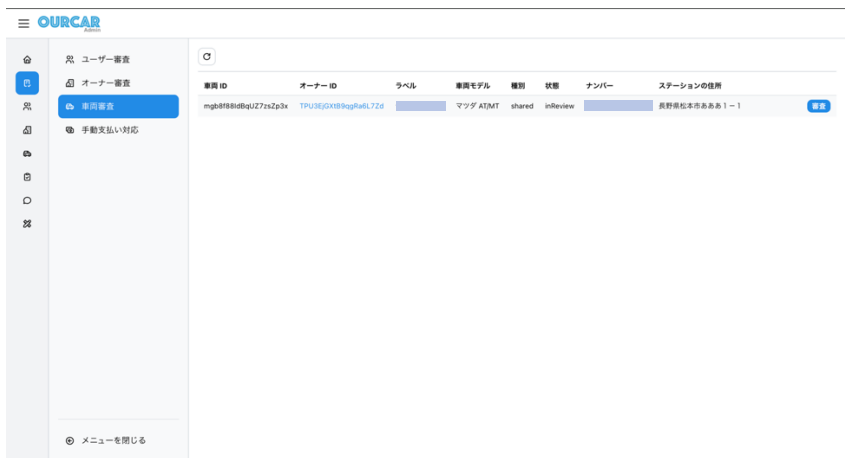 OURCAR
Admin
ユーザー審査
オーナー審査
車両審査
手動支払い対応
車両 ID オーナー ID ラベル 車両モデル 種別 状態 ナンバー ステーションの住所
mgb8f88IdBqUZ7zsZp3x TPU3EjGXtB9qgRa6L7Zd マツダ AT/MT shared inReview 長野県松本市あああ1－1 審査
メニューを閉じる